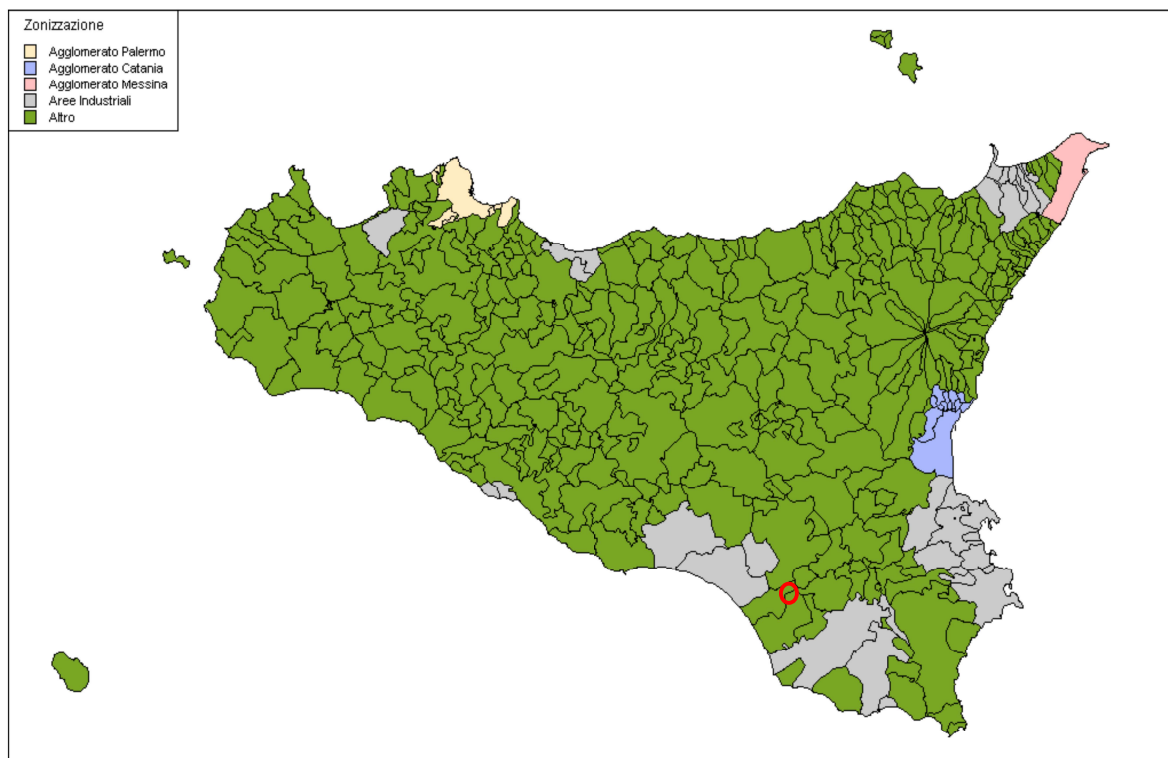 Zonizzazione
Agglomerato Palermo
Agglomerato Catania
Agglomerato Messina
Aree Industriali
Altro